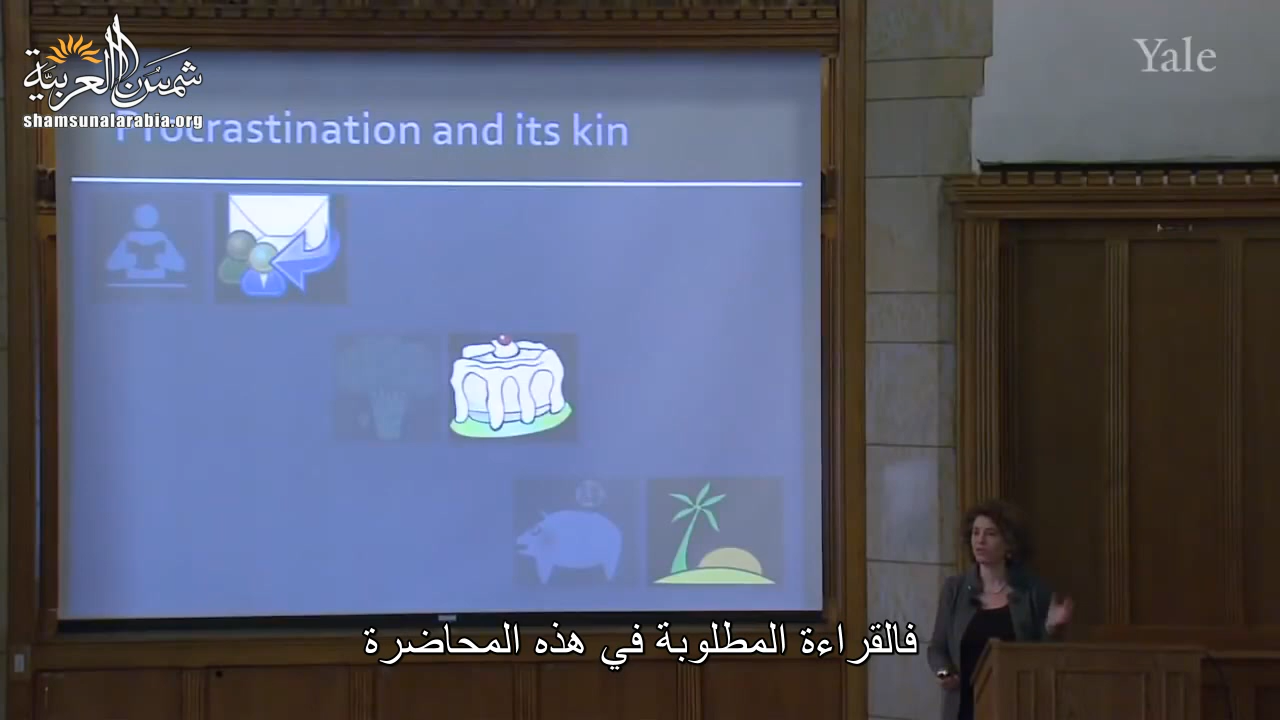 شمس العربية
shamsunalarabia.org
Yale
Procrastination and its kin
فالقراءة المطلوبة في هذه المحاضرة